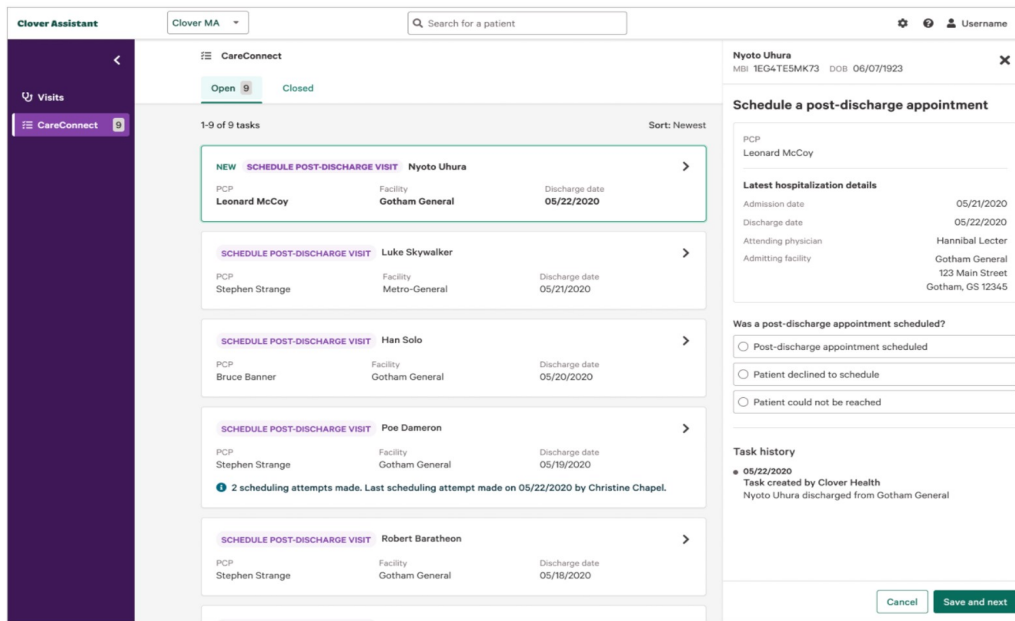 Clover Assistant
Clover MA
Search for a patient
Username
Visits
CareConnect 9
CareConnect
Open 9 Closed
1-9 of 9 tasks Sort: Newest
NEW SCHEDULE POST-DISCHARGE VISIT Nyoto Uhura
PCP Facility Discharge date
Leonard McCoy Gotham General 05/22/2020
SCHEDULE POST-DISCHARGE VISIT Luke Skywalker
PCP Facility Discharge date
Stephen Strange Metro-General 05/21/2020
SCHEDULE POST-DISCHARGE VISIT Han Solo
PCP Facility Discharge date
Bruce Banner Gotham General 05/20/2020
SCHEDULE POST-DISCHARGE VISIT Poe Dameron
PCP Facility Discharge date
Stephen Strange Gotham General 05/19/2020
2 scheduling attempts made. Last scheduling attempt made on 05/22/2020 by Christine Chapel.
SCHEDULE POST-DISCHARGE VISIT Robert Baratheon
PCP Facility Discharge date
Stephen Strange Gotham General 05/18/2020
Nyoto Uhura
MBI 1EG4TE5MK73 DOB 06/07/1923
Schedule a post-discharge appointment
PCP
Leonard McCoy
Latest hospitalization details
Admission date 05/21/2020
Discharge date 05/22/2020
Attending physician Hannibal Lecter
Admitting facility Gotham General
123 Main Street
Gotham, GS 12345
Was a post-discharge appointment scheduled?
Post-discharge appointment scheduled
Patient declined to schedule
Patient could not be reached
Task history
05/22/2020
Task created by Clover Health
Nyoto Uhura discharged from Gotham General
Cancel Save and next